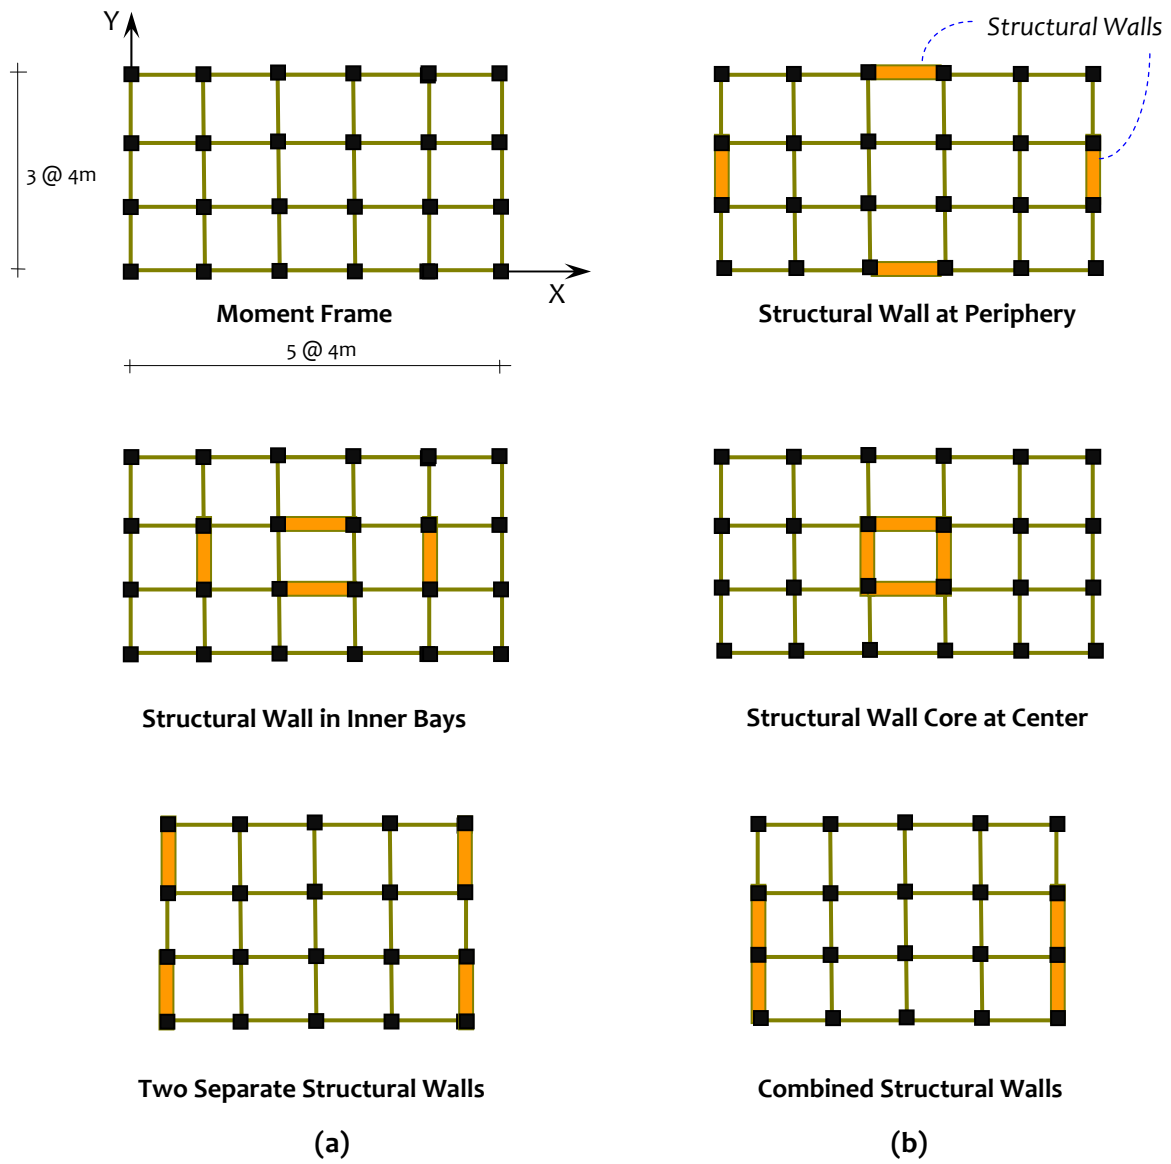 Y
Structural Walls
3 @ 4m
X
Moment Frame
Structural Wall at Periphery
5 @ 4m
Structural Wall in Inner Bays
Structural Wall Core at Center
Two Separate Structural Walls
Combined Structural Walls
(a)
(b)